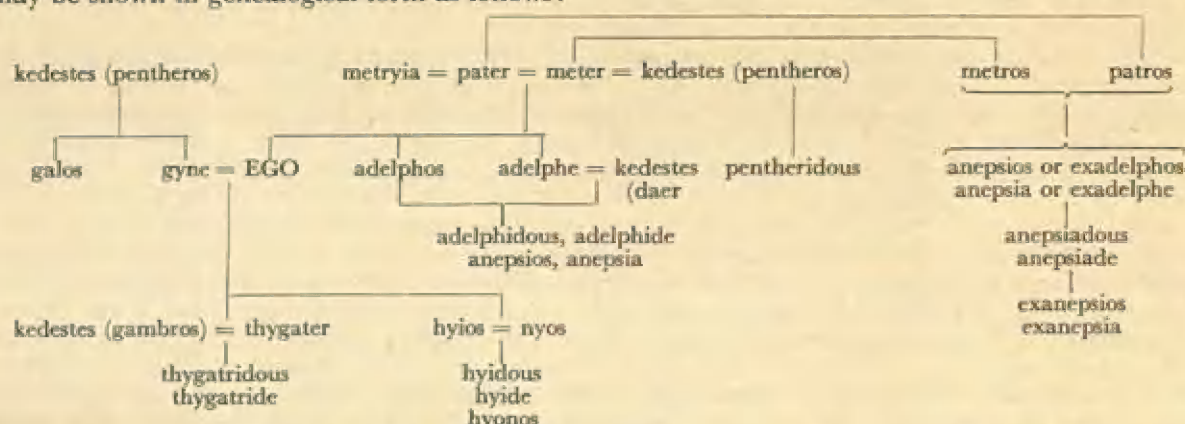 may be shown in genealogical form as follows:
kedestes (pentheros) metryia = pater = meter = kedestes (pentheros) metros patros
galos gyne = EGO adelphos adelphe = kedestes pentheridous anepsios or exadelphos
(daer anepsia or exadelphe
adelphidous, adelphide anepsiadous
anepsios, anepsia anepsiade
exanepsios
kedestes (gambros) = thygater hyios = nyos exanepsia
thygatridous hyidous
thygatride hyide
hyonos